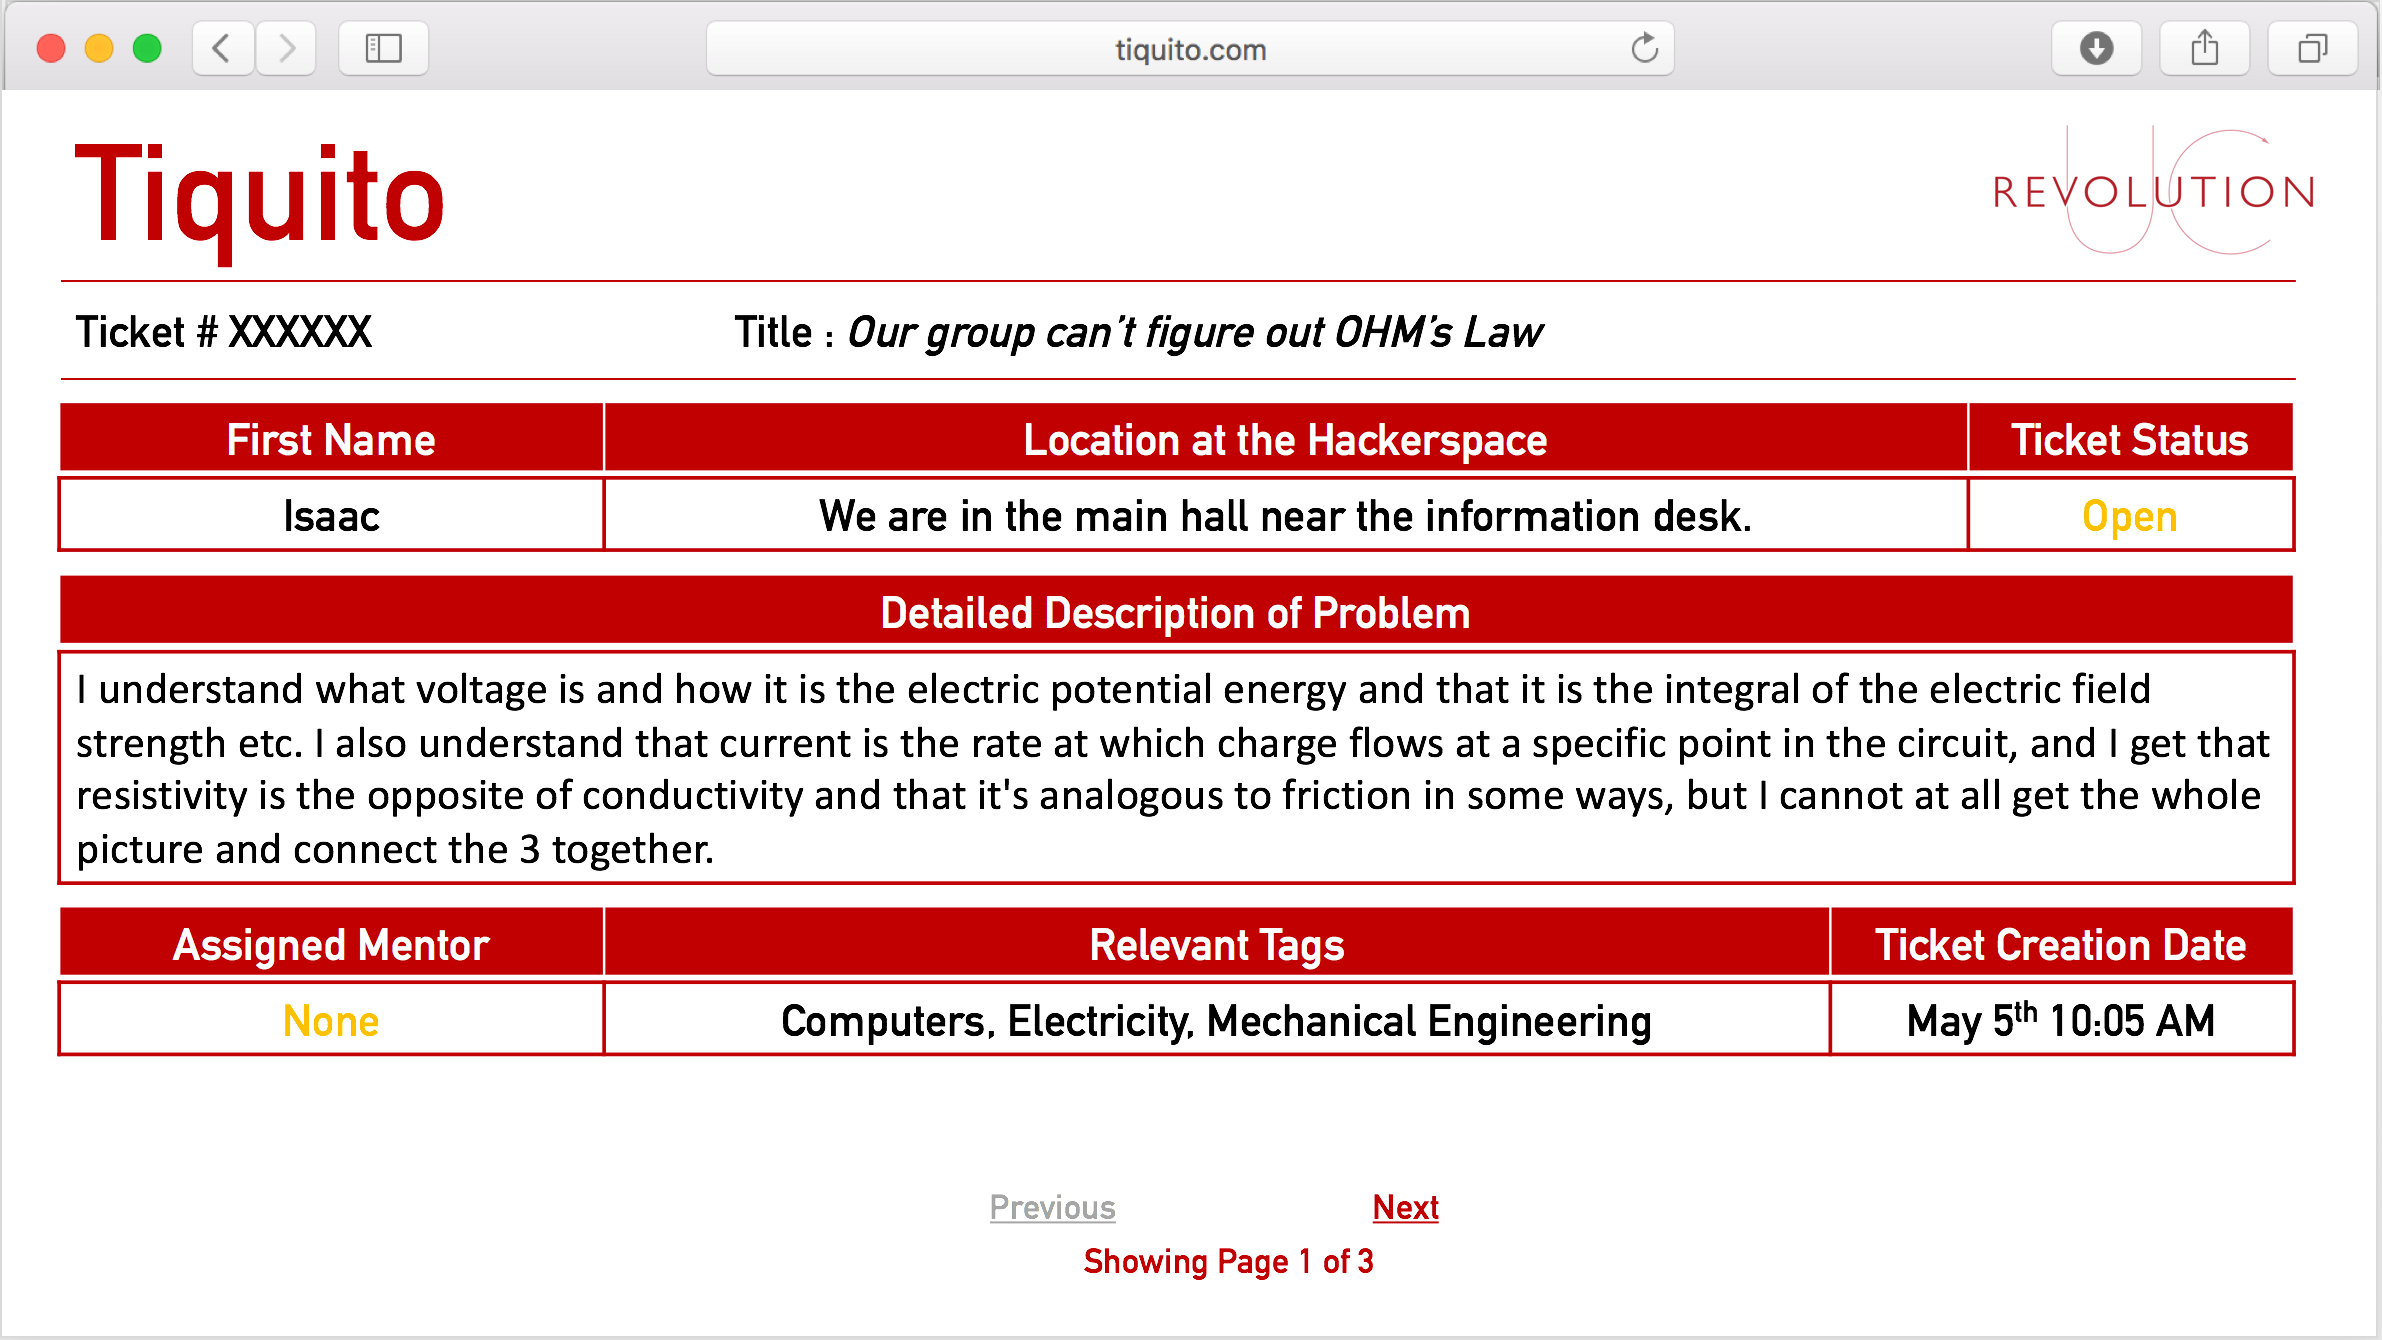 tiquito.com
Tiquito
UC
REVOLUTION
Ticket # XXXXXX
Title : Our group can't figure out OHM's Law
First Name
Location at the Hackerspace
Ticket Status
Isaac
We are in the main hall near the information desk.
Open
Detailed Description of Problem
I understand what voltage is and how it is the electric potential energy and that it is the integral of the electric field
strength etc. I also understand that current is the rate at which charge flows at a specific point in the circuit, and I get that
resistivity is the opposite of conductivity and that it's analogous to friction in some ways, but I cannot at all get the whole
picture and connect the 3 together.
Assigned Mentor
Relevant Tags
Ticket Creation Date
None
Computers, Electricity, Mechanical Engineering
May 5th 10:05 AM
Previous
Next
Showing Page 1 of 3